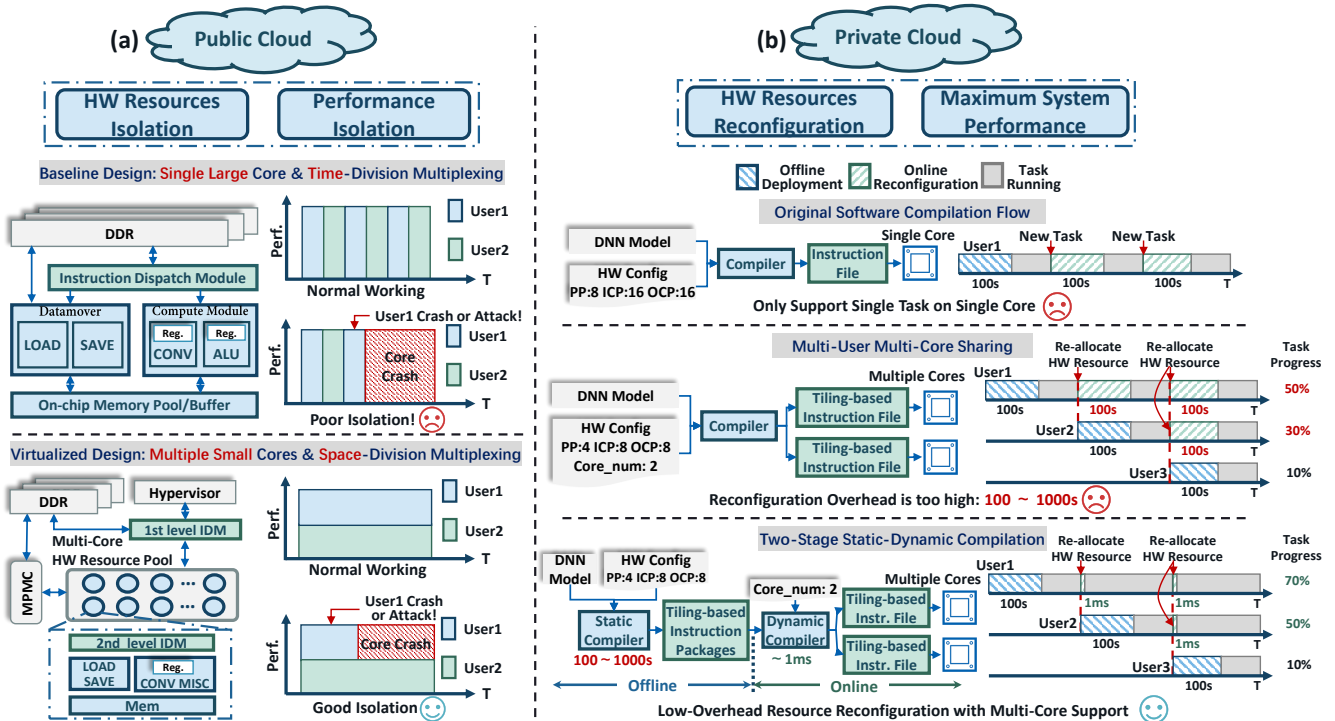 (a)
Public Cloud
HW Resources
Isolation
Performance
Isolation
Baseline Design: Single Large Core & Time-Division Multiplexing
DDR
Instruction Dispatch Module
Datamover
LOAD
SAVE
Compute Module
Reg.
CONV
Reg.
ALU
On-chip Memory Pool/Buffer
Perf.
User1
User2
T
Normal Working
User1 Crash or Attack!
Perf.
User1
Core
Crash
User2
T
Poor Isolation!
Virtualized Design: Multiple Small Cores & Space-Division Multiplexing
DDR
Hypervisor
1st level IDM
Multi-Core
HW Resource Pool
MPMC
2nd level IDM
LOAD
SAVE
Reg.
CONV MISC
Mem
Perf.
User1
User2
T
Normal Working
User1 Crash
or Attack!
Perf.
User1
Core Crash
User2
T
Good Isolation
(b)
Private Cloud
HW Resources
Reconfiguration
Maximum System
Performance
Offline
Deployment
Online
Reconfiguration
Task
Running
Original Software Compilation Flow
DNN Model
HW Config
PP:8 ICP:16 OCP:16
Compiler
Instruction
File
Single Core
User1
New Task
New Task
100s
100s
100s
T
Only Support Single Task on Single Core
Multi-User Multi-Core Sharing
DNN Model
HW Config
PP:4 ICP:8 OCP:8
Core_num: 2
Compiler
Tiling-based
Instruction File
Tiling-based
Instruction File
Multiple Cores
Re-allocate
HW Resource
Re-allocate
HW Resource
Task
Progress
User1
100s
100s
100s
T
50%
User2
100s
100s
T
30%
User3
100s
T
10%
Reconfiguration Overhead is too high: 100 ~ 1000s
Two-Stage Static-Dynamic Compilation
DNN
Model
HW Config
PP:4 ICP:8 OCP:8
Static
Compiler
100 ~ 1000s
Tiling-based
Instruction
Packages
Core_num: 2
Dynamic
Compiler
~ 1ms
Tiling-based
Instr. File
Tiling-based
Instr. File
Multiple Cores
Offline
Online
Re-allocate
HW Resource
Re-allocate
HW Resource
Task
Progress
User1
100s
1ms
1ms
T
70%
User2
100s
1ms
T
50%
User3
100s
T
10%
Low-Overhead Resource Reconfiguration with Multi-Core Support